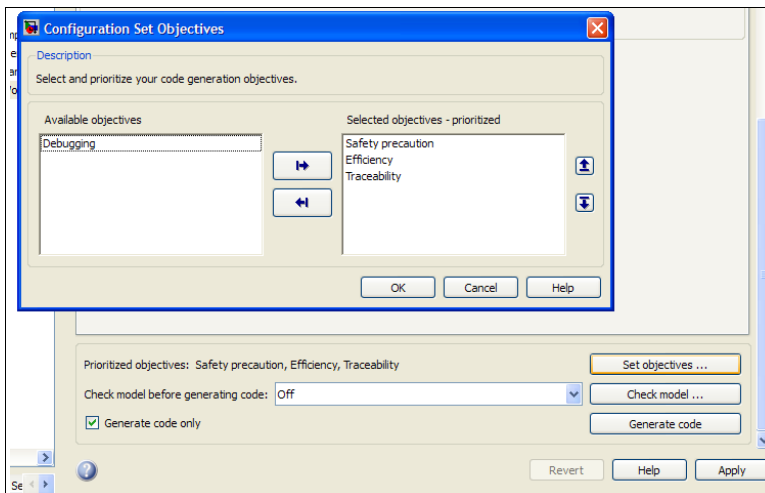 Configuration Set Objectives
Description
Select and prioritize your code generation objectives.
Available objectives
Selected objectives - prioritized
Debugging
Safety precaution
Efficiency
Traceability
OK
Cancel
Help
Prioritized objectives: Safety precaution, Efficiency, Traceability
Set objectives ...
Check model before generating code:
Off
Check model ...
Generate code only
Generate code
Revert
Help
Apply
Se